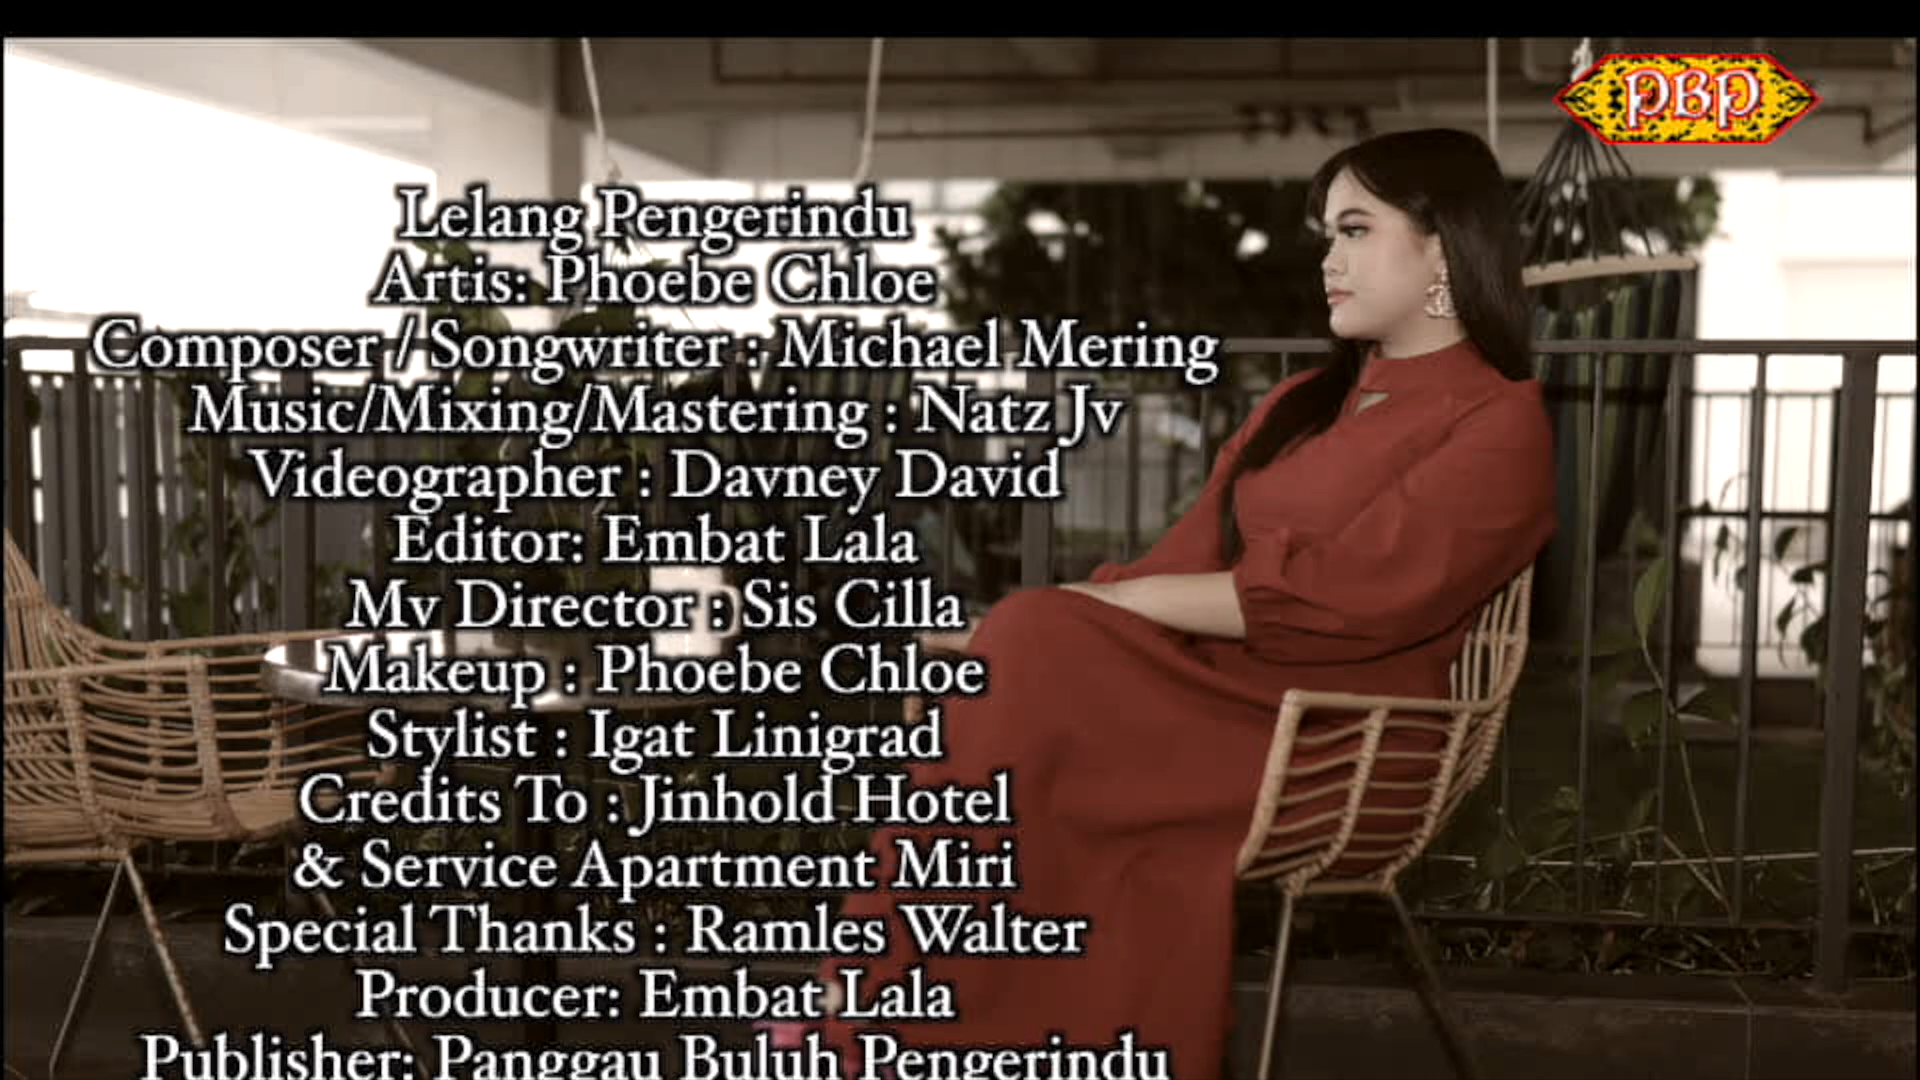 PBP
Lelang Pengerindu
Artis: Phoebe Chloe
Composer / Songwriter : Michael Mering
Music/Mixing/Mastering : Natz Jv
Videographer : Davney David
Editor: Embat Lala
Mv Director : Sis Cilla
Makeup : Phoebe Chloe
Stylist : Igat Linigrad
Credits To : Jinhold Hotel
& Service Apartment Miri
Special Thanks : Ramles Walter
Producer: Embat Lala
Publisher: Panggau Buluh Pengerindu